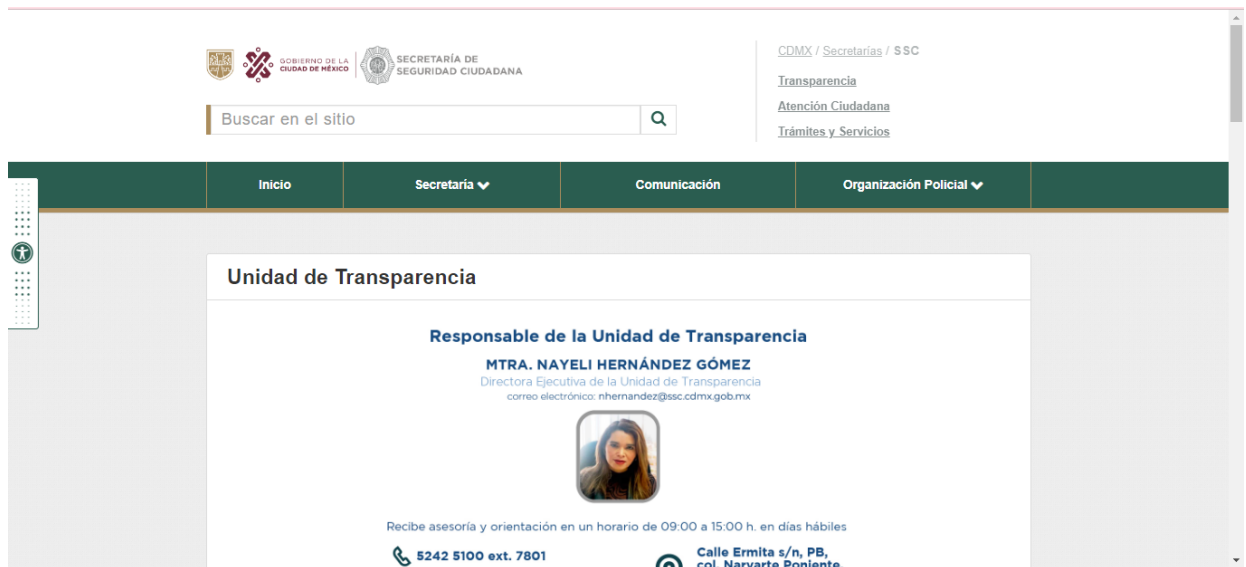 GOBIERNO DE LA
CIUDAD DE MÉXICO
SECRETARÍA DE
SEGURIDAD CIUDADANA
Buscar en el sitio
CDMX / Secretarías / SSC
Transparencia
Atención Ciudadana
Trámites y Servicios
Inicio
Secretaría
Comunicación
Organización Policial
Unidad de Transparencia
Responsable de la Unidad de Transparencia
MTRA. NAYELI HERNÁNDEZ GÓMEZ
Directora Ejecutiva de la Unidad de Transparencia
correo electrónico: nhernandez@ssc.cdmx.gob.mx
Recibe asesoría y orientación en un horario de 09:00 a 15:00 h. en días hábiles
5242 5100 ext. 7801
Calle Ermita s/n, PB,
col. Narvarte Poniente,